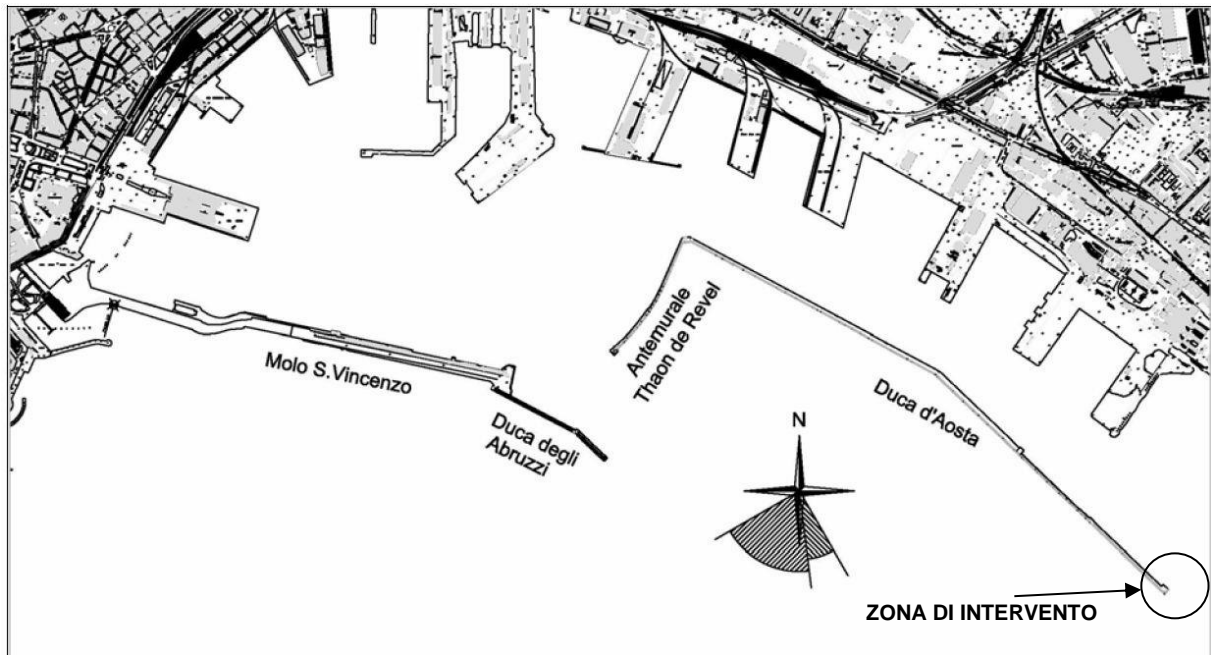 Molo S.Vincenzo
Duca degli
Abruzzi
Antemurale
Thaon de Revel
Duca d'Aosta
N
ZONA DI INTERVENTO